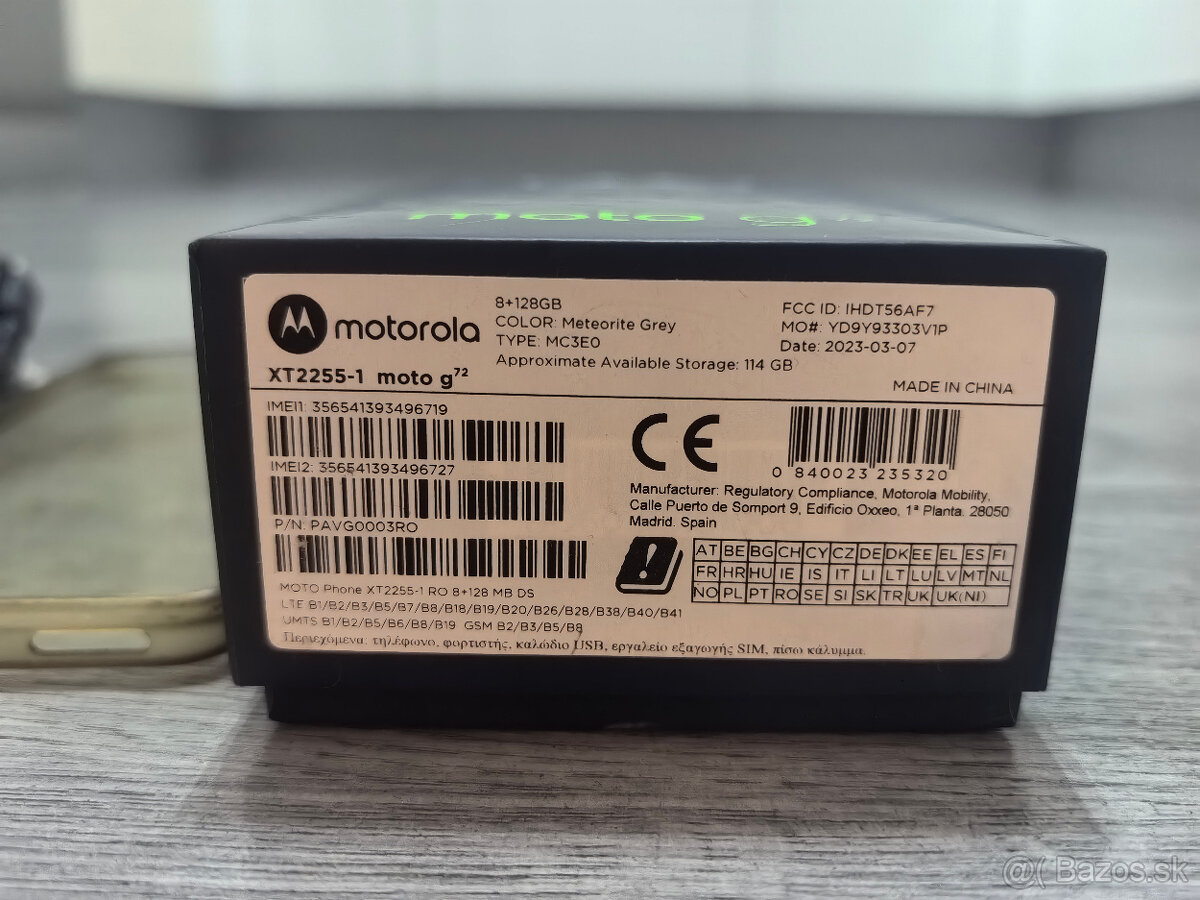 moto g72
motorola
8+128GB
COLOR: Meteorite Grey
TYPE: MC3E0
Approximate Available Storage: 114 GB
FCC ID: IHDT56AF7
MO#: YD9Y93303V1P
Date: 2023-03-07
XT2255-1 moto g72
MADE IN CHINA
IMEI1: 356541393496719
IMEI2: 356541393496727
P/N: PAVG0003RO
MOTO Phone XT2255-1 RO 8+128 MB DS
LTE B1/B2/B3/B5/B7/B8/B18/B19/B20/B26/B28/B38/B40/B41
UMTS B1/B2/B5/B6/B8/B19 GSM B2/B3/B5/B8
Περιεχόμενα: τηλέφωνο, φορτιστής, καλώδιο USB, εργαλείο εξαγωγής SIM, πίσω κάλυμμα.
CE
0 840023 235320
Manufacturer: Regulatory Compliance, Motorola Mobility,
Calle Puerto de Somport 9, Edificio Oxxeo, 1ª Planta. 28050
Madrid. Spain
AT BE BG CH CY CZ DE DK EE EL ES FI
FR HR HU IE IS IT LI LT LU LV MT NL
NO PL PT RO SE SI SK TR UK UK(NI)
@( Bazos.sk